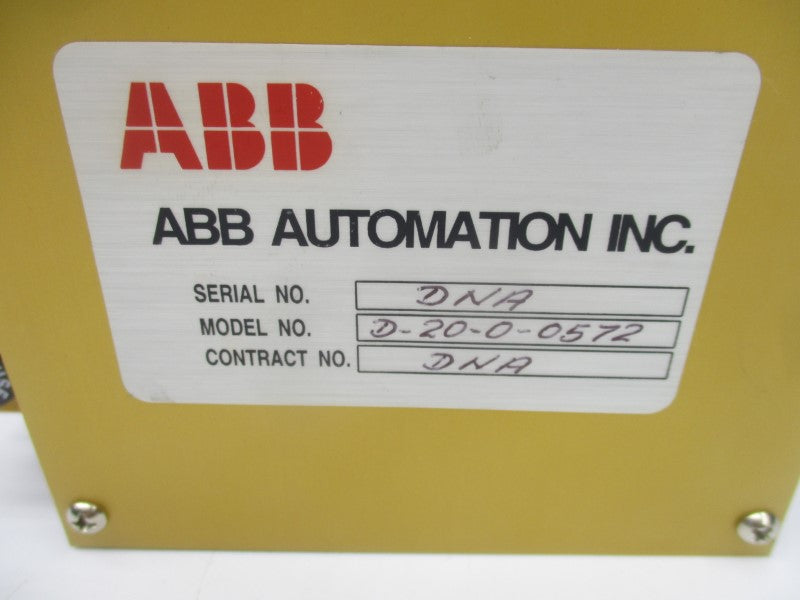 ABB
ABB AUTOMATION INC.
SERIAL NO. DNA
MODEL NO. D-20-0-0572
CONTRACT NO. DNA